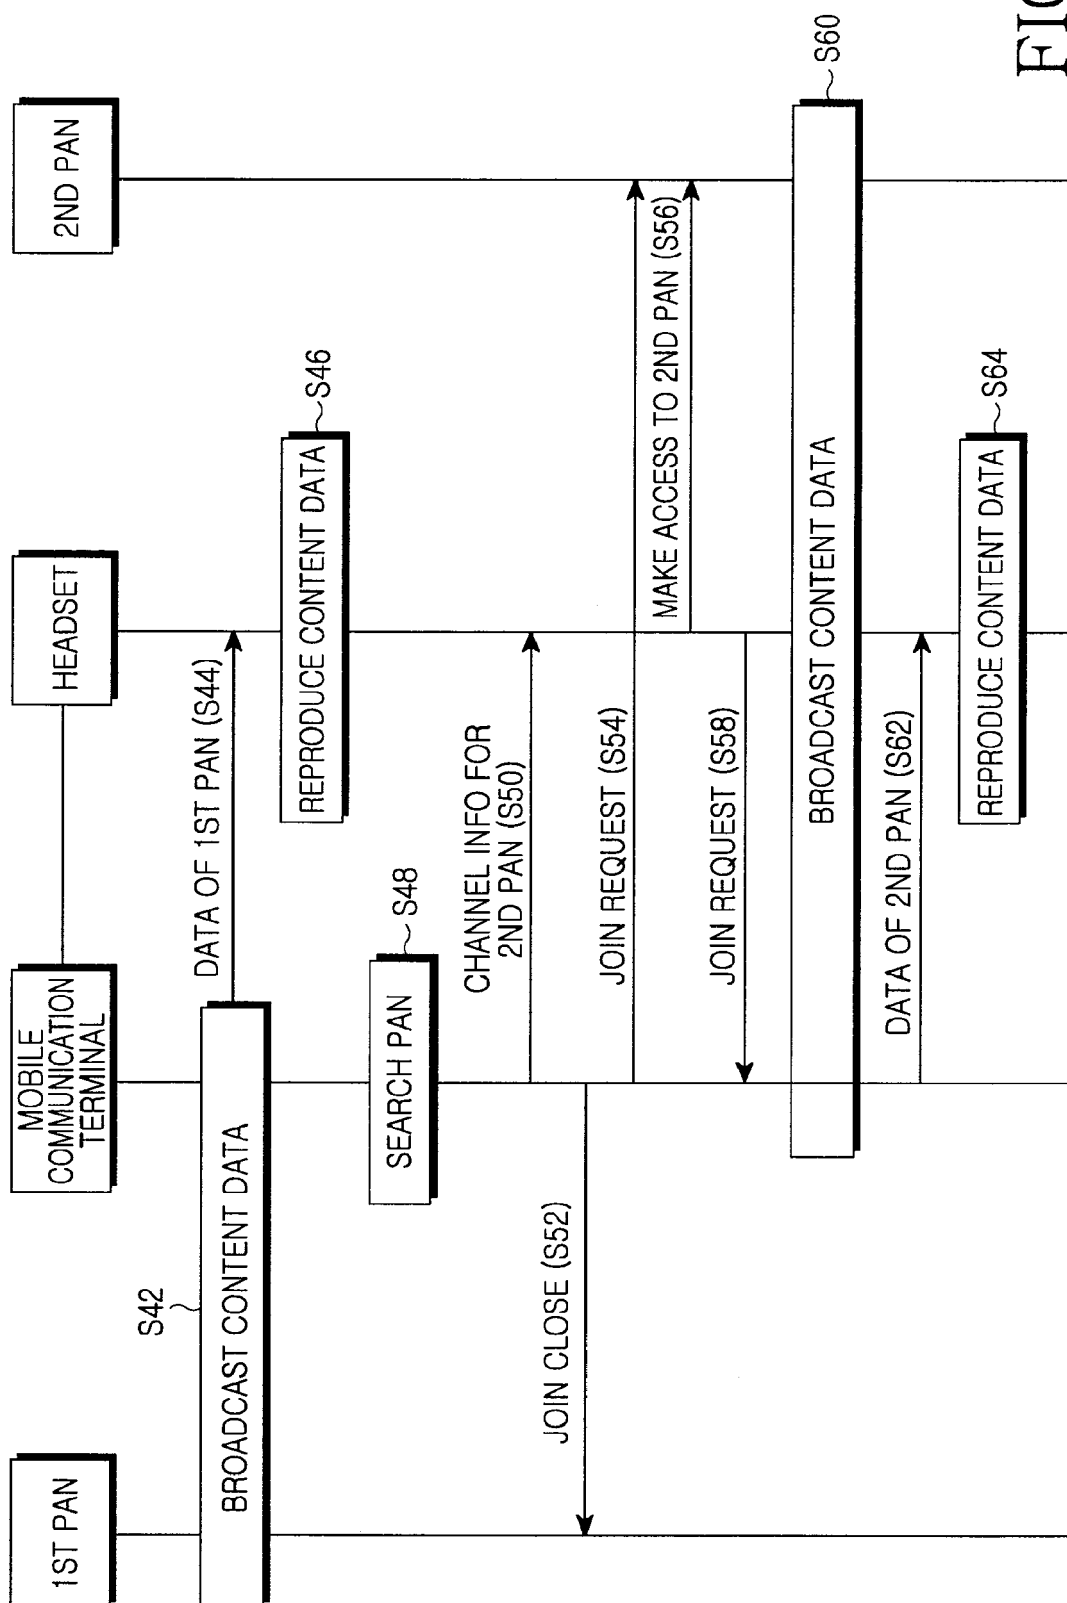 1ST PAN
MOBILE
COMMUNICATION
TERMINAL
HEADSET
2ND PAN
S42
BROADCAST CONTENT DATA
DATA OF 1ST PAN (S44)
REPRODUCE CONTENT DATA
S46
SEARCH PAN
S48
CHANNEL INFO FOR
2ND PAN (S50)
JOIN CLOSE (S52)
JOIN REQUEST (S54)
MAKE ACCESS TO 2ND PAN (S56)
JOIN REQUEST (S58)
BROADCAST CONTENT DATA
S60
DATA OF 2ND PAN (S62)
REPRODUCE CONTENT DATA
S64